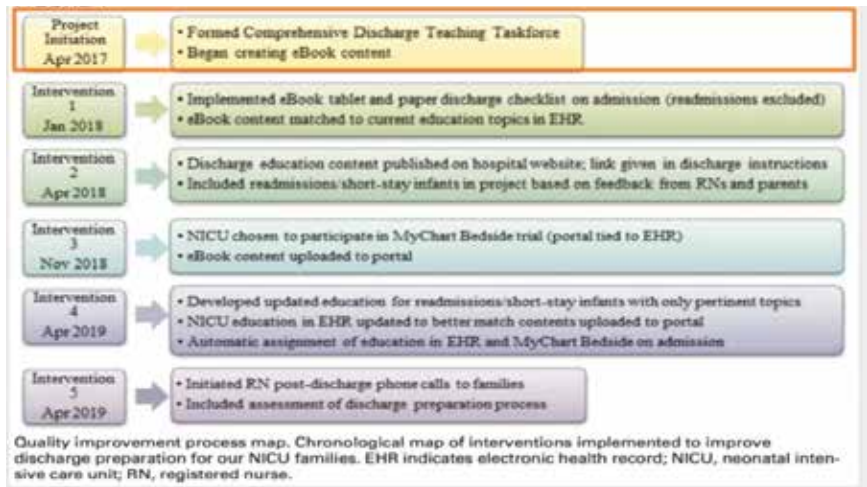 Project
Initiation
Apr 2017
• Formed Comprehensive Discharge Teaching Taskforce
• Began creating eBook content
Intervention
1
Jan 2018
• Implemented eBook tablet and paper discharge checklist on admission (readmissions excluded)
• eBook content matched to current education topics in EHR
Intervention
2
Apr 2018
• Discharge education content published on hospital website; link given in discharge instructions
• Included readmissions/short-stay infants in project based on feedback from RNs and parents
Intervention
3
Nov 2018
• NICU chosen to participate in MyChart Bedside trial (portal tied to EHR)
• eBook content uploaded to portal
Intervention
4
Apr 2019
• Developed updated education for readmissions/short-stay infants with only pertinent topics
• NICU education in EHR updated to better match contents uploaded to portal
• Automatic assignment of education in EHR and MyChart Bedside on admission
Intervention
5
Apr 2019
• Initiated RN post-discharge phone calls to families
• Included assessment of discharge preparation process
Quality improvement process map. Chronological map of interventions implemented to improve
discharge preparation for our NICU families. EHR indicates electronic health record; NICU, neonatal inten-
sive care unit; RN, registered nurse.